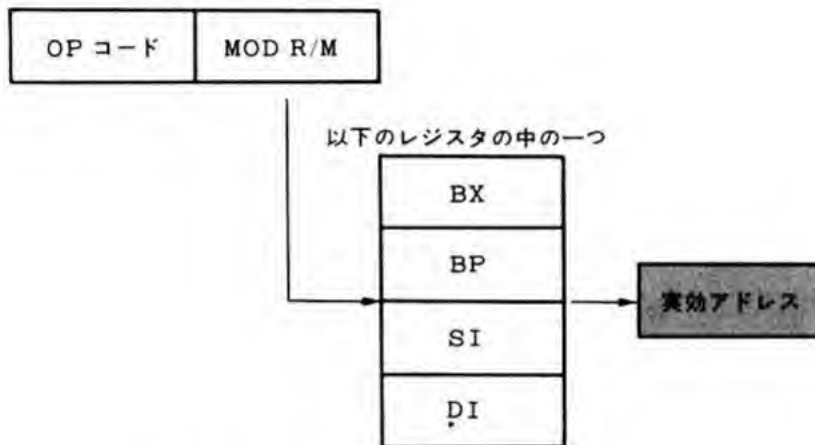 OP コード
MOD R/M
以下のレジスタの中の一つ
BX
BP
SI
DI
実効アドレス